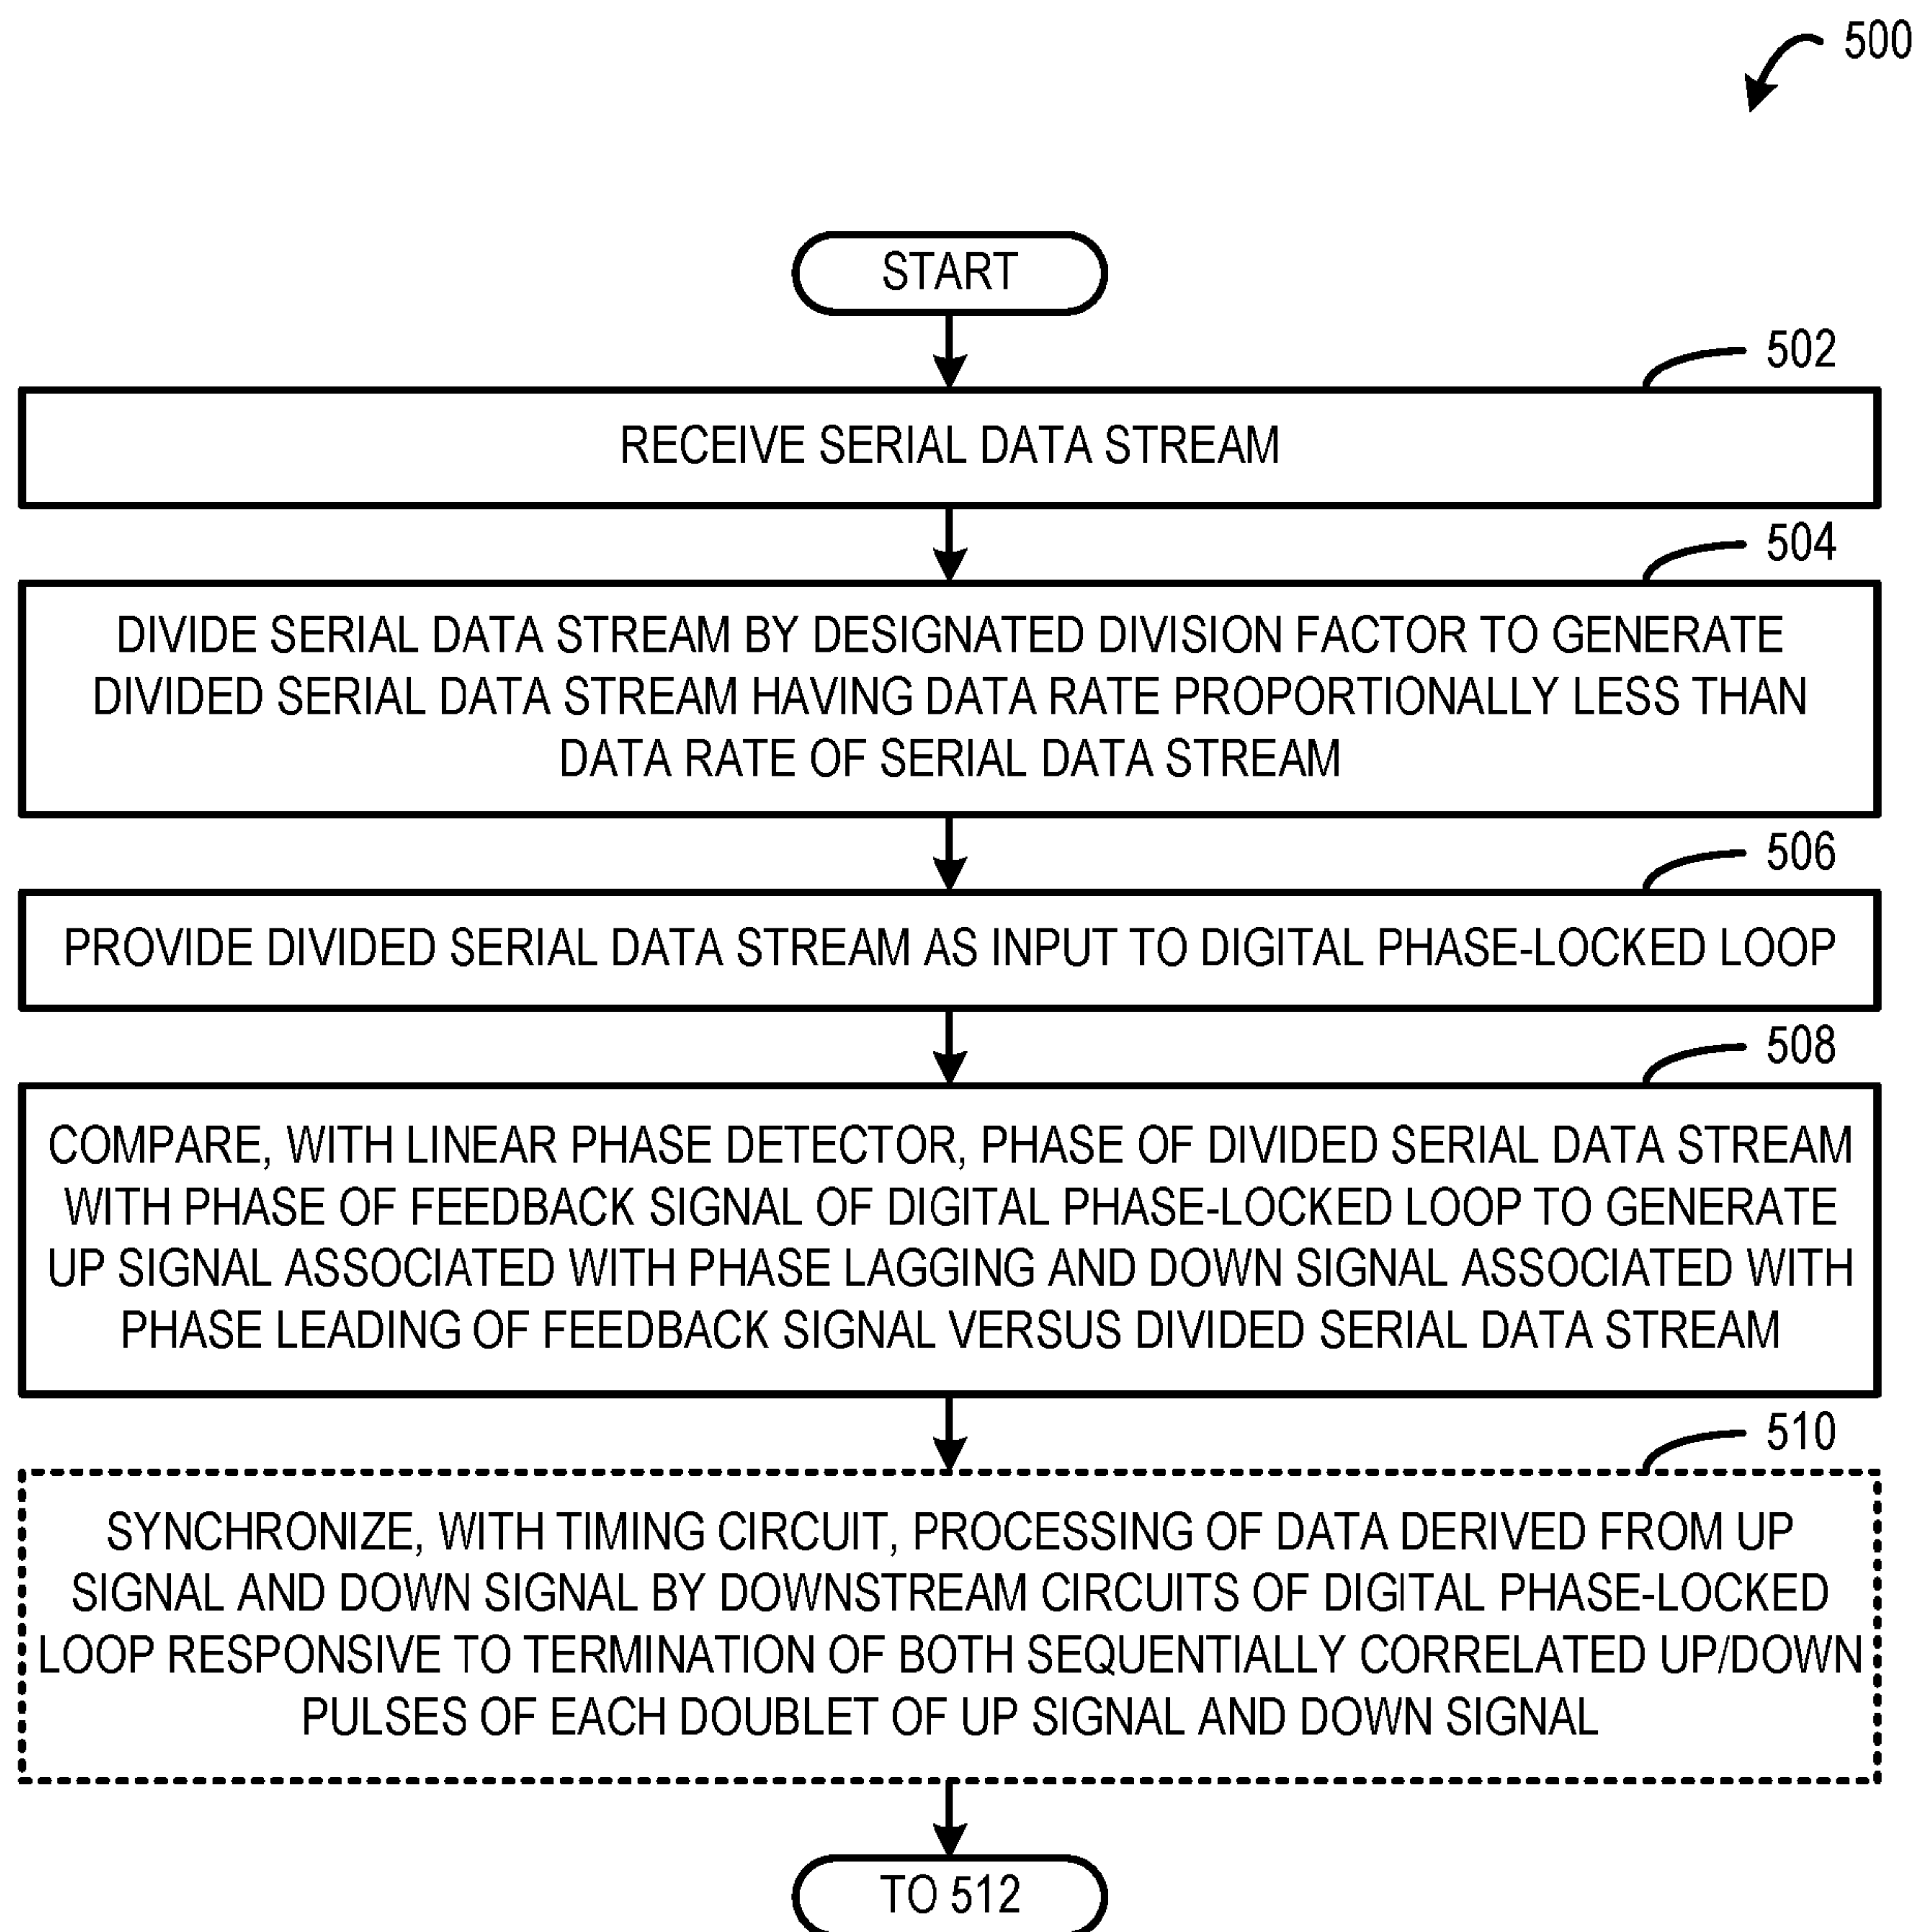 500
START
502
RECEIVE SERIAL DATA STREAM
504
DIVIDE SERIAL DATA STREAM BY DESIGNATED DIVISION FACTOR TO GENERATE
DIVIDED SERIAL DATA STREAM HAVING DATA RATE PROPORTIONALLY LESS THAN
DATA RATE OF SERIAL DATA STREAM
506
PROVIDE DIVIDED SERIAL DATA STREAM AS INPUT TO DIGITAL PHASE-LOCKED LOOP
508
COMPARE, WITH LINEAR PHASE DETECTOR, PHASE OF DIVIDED SERIAL DATA STREAM
WITH PHASE OF FEEDBACK SIGNAL OF DIGITAL PHASE-LOCKED LOOP TO GENERATE
UP SIGNAL ASSOCIATED WITH PHASE LAGGING AND DOWN SIGNAL ASSOCIATED WITH
PHASE LEADING OF FEEDBACK SIGNAL VERSUS DIVIDED SERIAL DATA STREAM
510
SYNCHRONIZE, WITH TIMING CIRCUIT, PROCESSING OF DATA DERIVED FROM UP
SIGNAL AND DOWN SIGNAL BY DOWNSTREAM CIRCUITS OF DIGITAL PHASE-LOCKED
LOOP RESPONSIVE TO TERMINATION OF BOTH SEQUENTIALLY CORRELATED UP/DOWN
PULSES OF EACH DOUBLET OF UP SIGNAL AND DOWN SIGNAL
TO 512